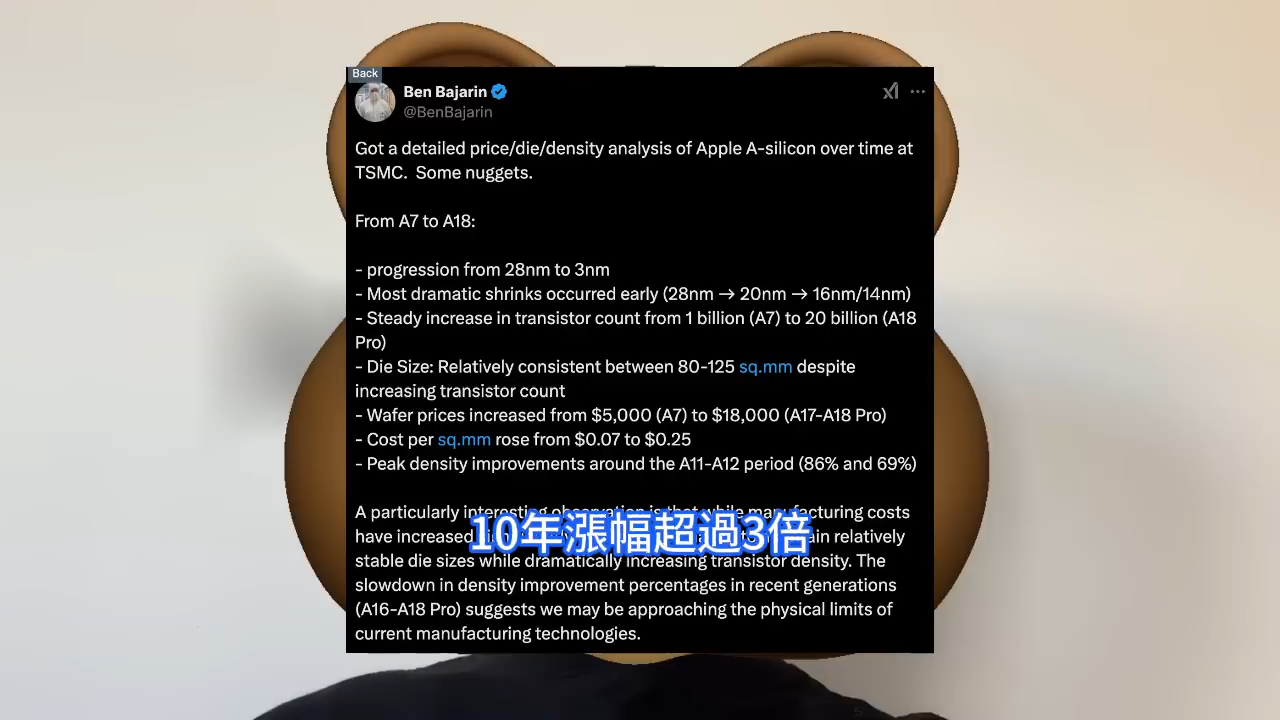 Back
Ben Bajarin
@BenBajarin
Got a detailed price/die/density analysis of Apple A-silicon over time at
TSMC. Some nuggets.
From A7 to A18:
- progression from 28nm to 3nm
- Most dramatic shrinks occurred early (28nm → 20nm → 16nm/14nm)
- Steady increase in transistor count from 1 billion (A7) to 20 billion (A18
Pro)
- Die Size: Relatively consistent between 80-125 sq.mm despite
increasing transistor count
- Wafer prices increased from $5,000 (A7) to $18,000 (A17-A18 Pro)
- Cost per sq.mm rose from $0.07 to $0.25
- Peak density improvements around the A11-A12 period (86% and 69%)
A particularly interesting observation is that while manufacturing costs
have increased relatively
10年漲幅超過3倍
stable die sizes while dramatically increasing transistor density. The
slowdown in density improvement percentages in recent generations
(A16-A18 Pro) suggests we may be approaching the physical limits of
current manufacturing technologies.